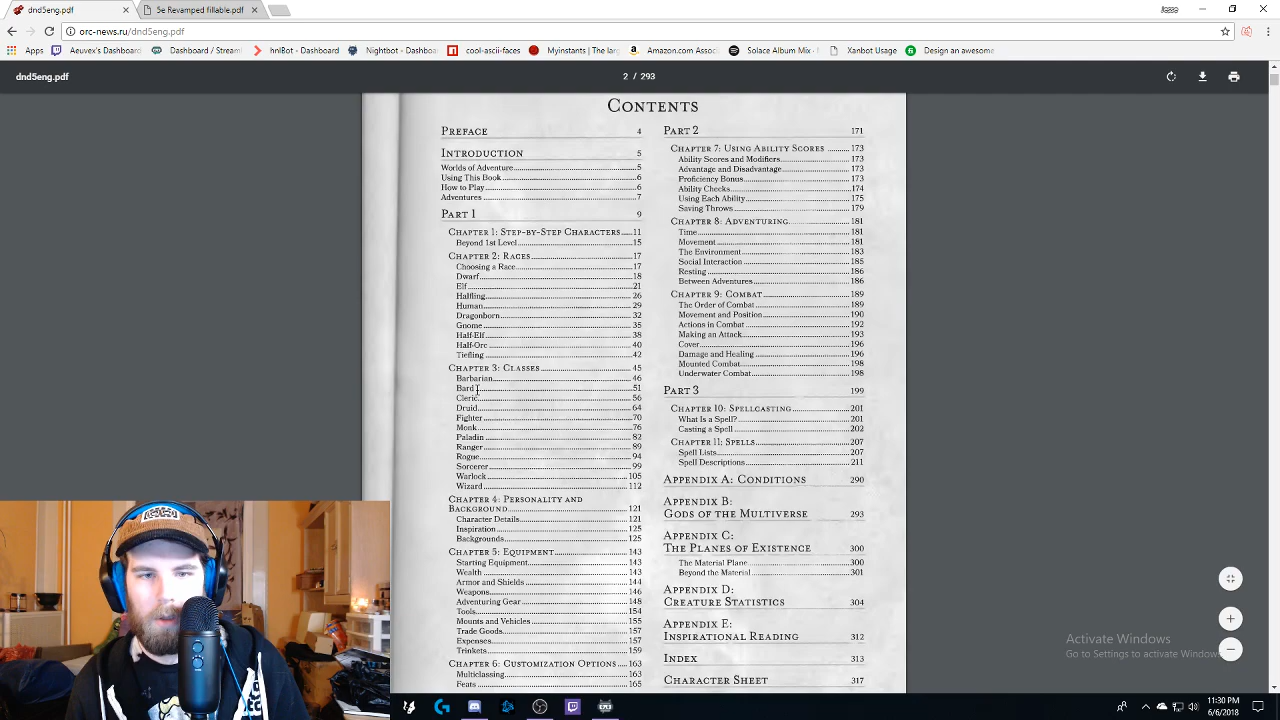 dnd5eng.pdf
5e Revamped fillable.pdf
orc-news.ru/dnd5eng.pdf
Apps
Aeuvex's Dashboard
Dashboard / Stream
hniBot - Dashboard
Nightbot - Dashboa
cool-ascii-faces
Myinstants | The larg
Amazon.com Assoc
Solace Album Mix -
Xanbot Usage
Design an awesome
dnd5eng.pdf
2 / 293
CONTENTS
PREFACE 4
INTRODUCTION 5
Worlds of Adventure 5
Using This Book 6
How to Play 6
Adventures 7
PART 1 9
CHAPTER 1: STEP-BY-STEP CHARACTERS 11
Beyond 1st Level 15
CHAPTER 2: RACES 17
Choosing a Race 17
Dwarf 18
Elf 21
Halfling 26
Human 29
Dragonborn 32
Gnome 35
Half-Elf 38
Half-Orc 40
Tiefling 42
CHAPTER 3: CLASSES 45
Barbarian 46
Bard 51
Cleric 56
Druid 64
Fighter 70
Monk 76
Paladin 82
Ranger 89
Rogue 94
Sorcerer 99
Warlock 105
Wizard 112
CHAPTER 4: PERSONALITY AND
BACKGROUND 121
Character Details 121
Inspiration 125
Backgrounds 125
CHAPTER 5: EQUIPMENT 143
Starting Equipment 143
Wealth 143
Armor and Shields 144
Weapons 146
Adventuring Gear 148
Tools 154
Mounts and Vehicles 155
Trade Goods 157
Expenses 157
Trinkets 159
CHAPTER 6: CUSTOMIZATION OPTIONS 163
Multiclassing 163
Feats 165
PART 2 171
CHAPTER 7: USING ABILITY SCORES 173
Ability Scores and Modifiers 173
Advantage and Disadvantage 173
Proficiency Bonus 173
Ability Checks 174
Using Each Ability 175
Saving Throws 179
CHAPTER 8: ADVENTURING 181
Time 181
Movement 181
The Environment 183
Social Interaction 185
Resting 186
Between Adventures 186
CHAPTER 9: COMBAT 189
The Order of Combat 189
Movement and Position 190
Actions in Combat 192
Making an Attack 193
Cover 196
Damage and Healing 196
Mounted Combat 198
Underwater Combat 198
PART 3 199
CHAPTER 10: SPELLCASTING 201
What Is a Spell? 201
Casting a Spell 202
CHAPTER 11: SPELLS 207
Spell Lists 207
Spell Descriptions 211
APPENDIX A: CONDITIONS 290
APPENDIX B:
GODS OF THE MULTIVERSE 293
APPENDIX C:
THE PLANES OF EXISTENCE 300
The Material Plane 300
Beyond the Material 301
APPENDIX D:
CREATURE STATISTICS 304
APPENDIX E:
INSPIRATIONAL READING 312
INDEX 313
CHARACTER SHEET 317
Activate Windows
Go to Settings to activate Window
11:30 PM
6/6/2018